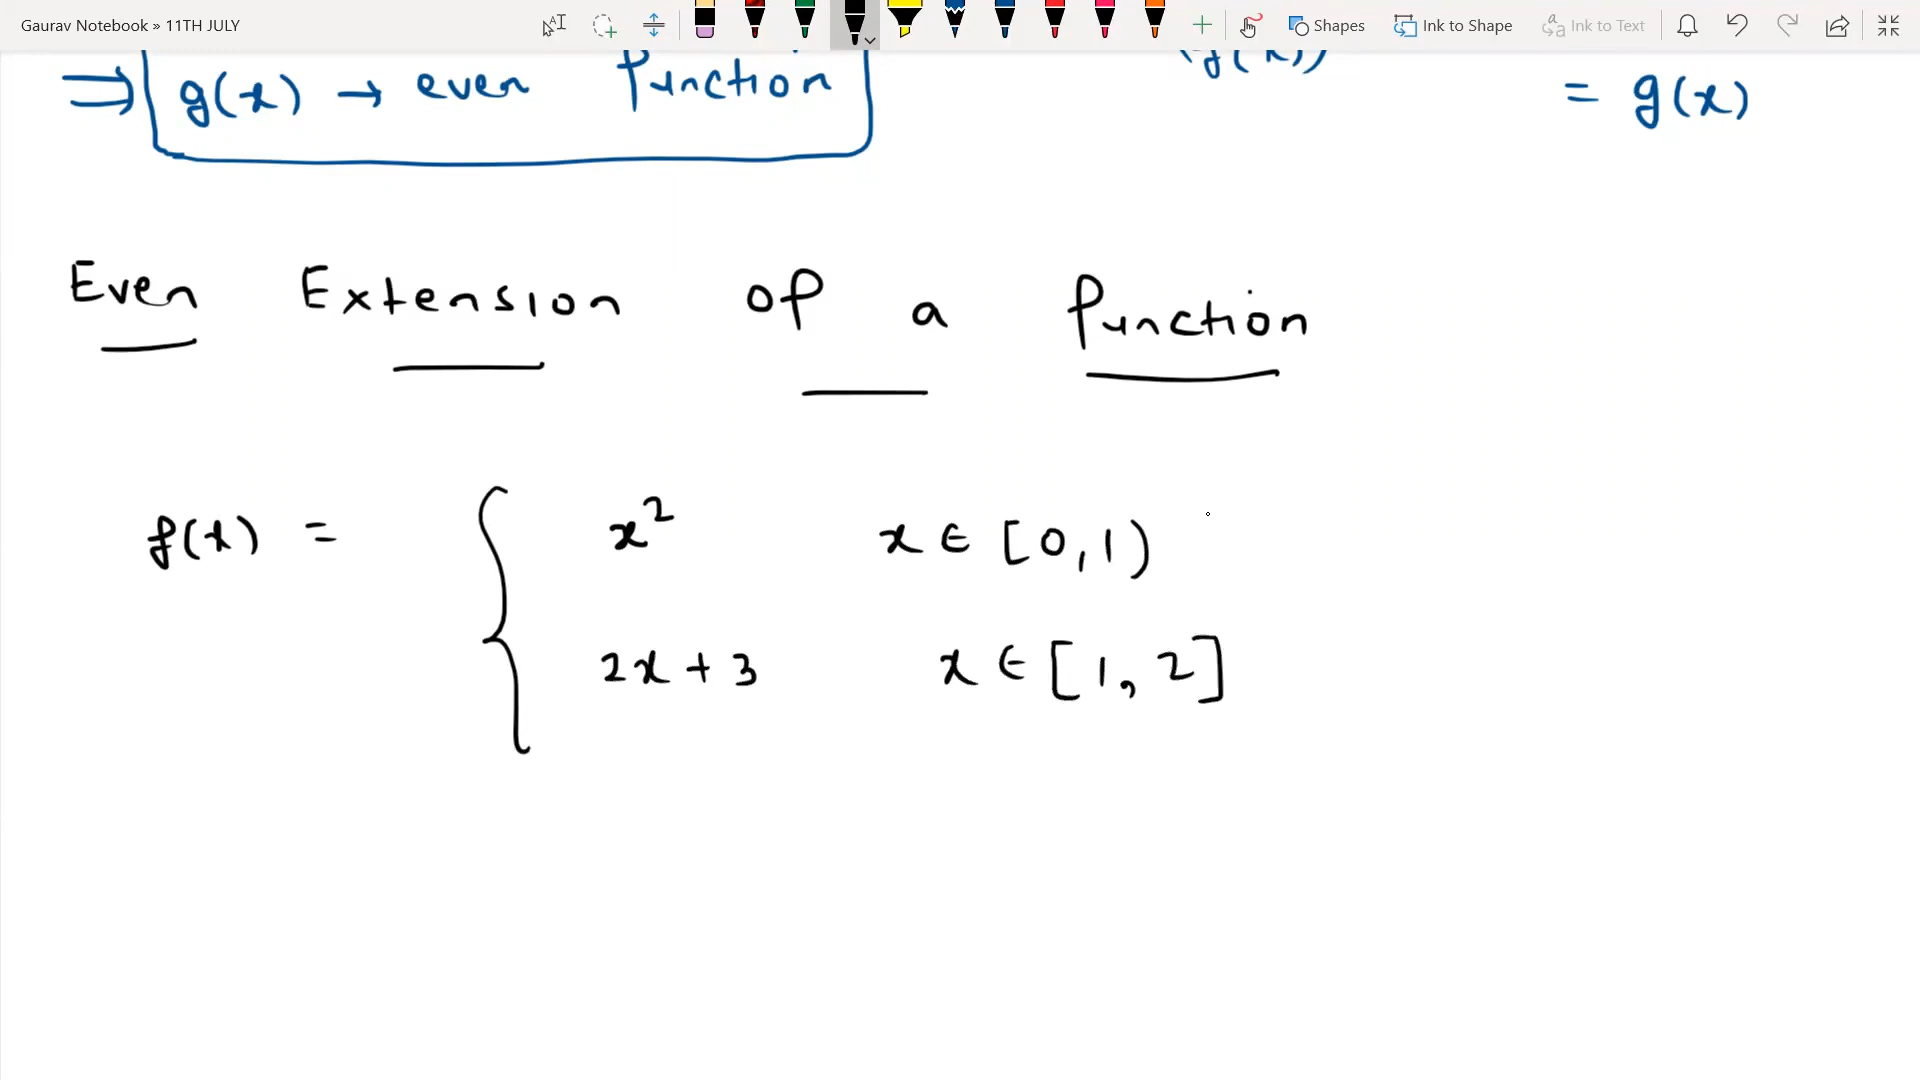 Gaurav Notebook » 11TH JULY
Shapes
Ink to Shape
Ink to Text
⇒ g(x) → even function
= g(x)
Even Extension of a function
f(x) = { x² x ∈ [0,1)
2x + 3 x ∈ [1, 2]